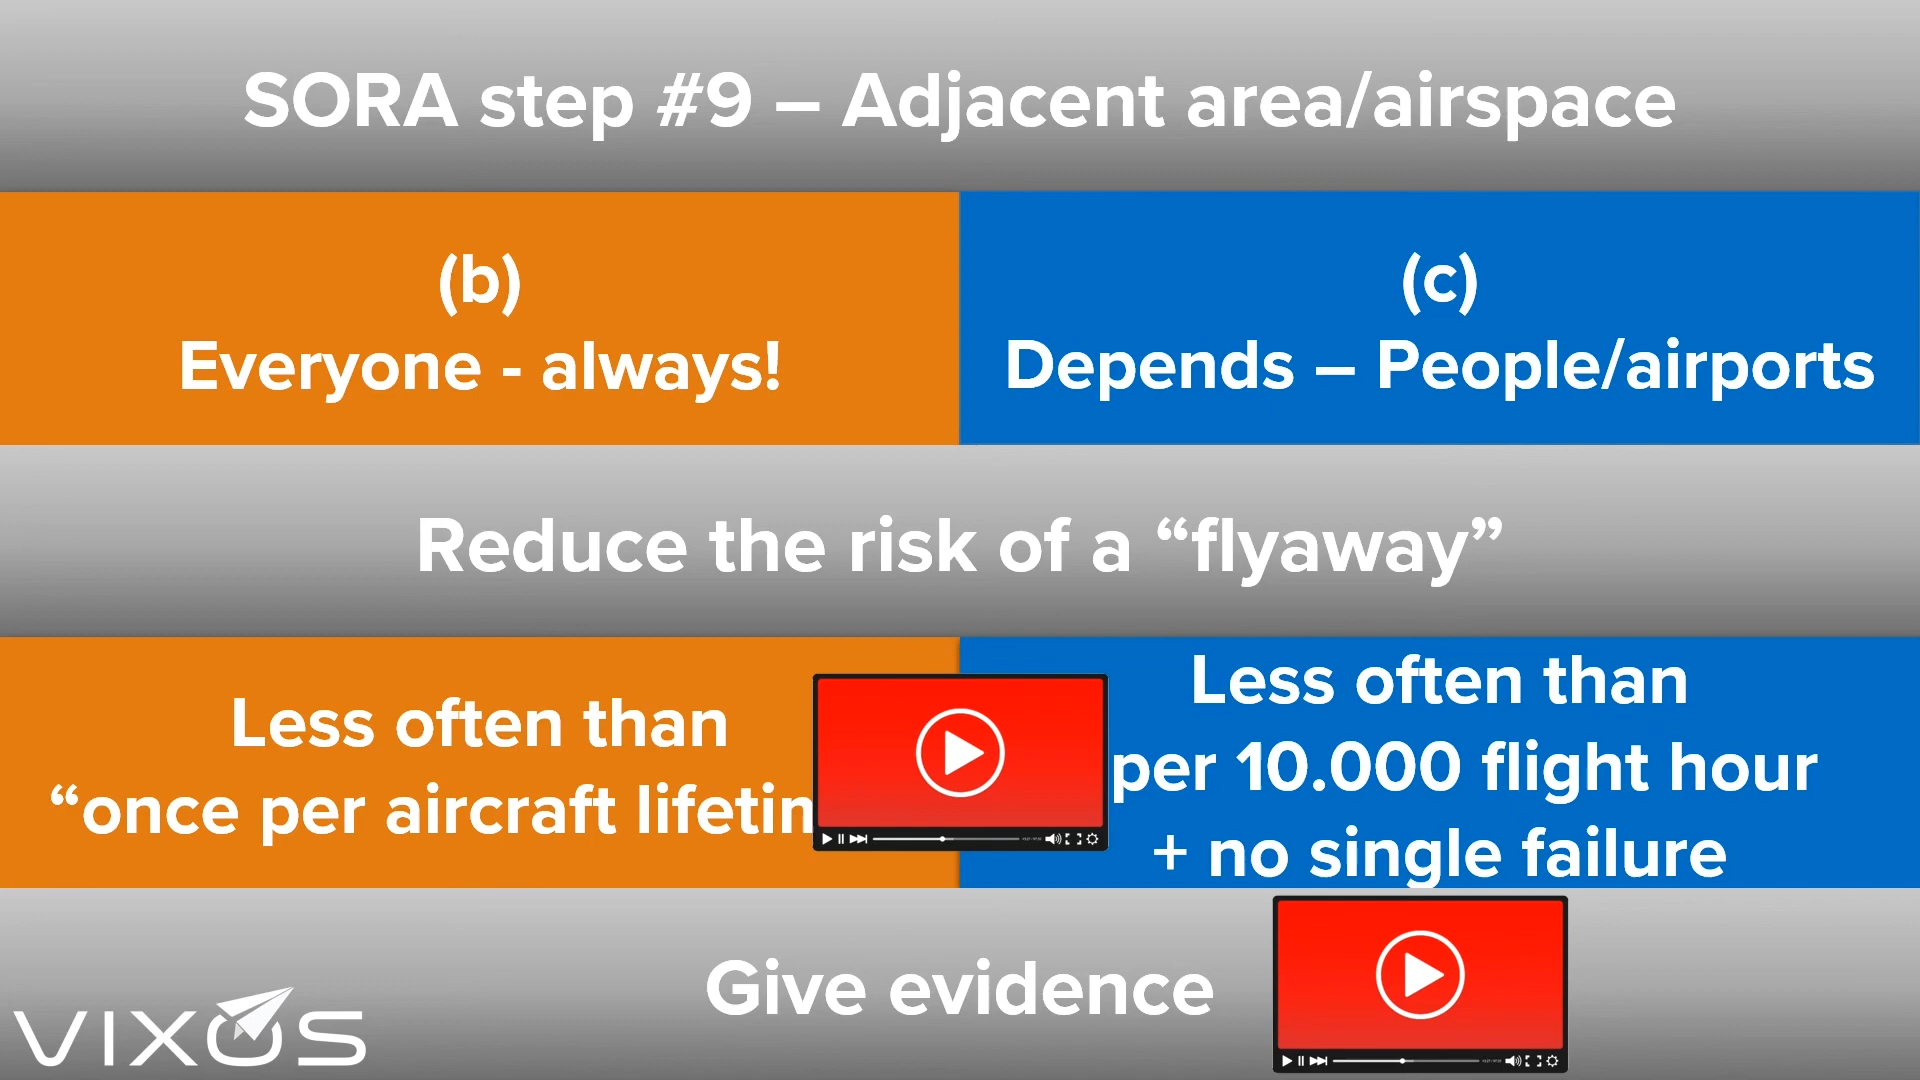 SORA step #9 – Adjacent area/airspace
(b)
Everyone - always!
(c)
Depends – People/airports
Reduce the risk of a “flyaway”
Less often than
“once per aircraft
Less often than
per 10.000 flight hour
+ no single failure
Give evidence
VIXOS